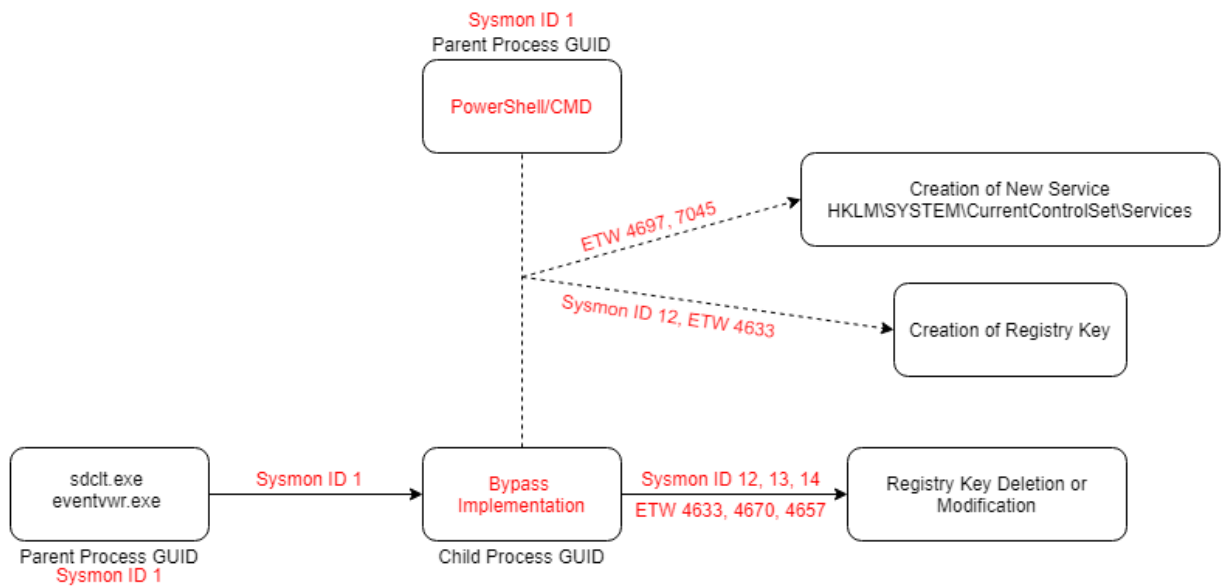 Sysmon ID 1
Parent Process GUID
PowerShell/CMD
Creation of New Service
HKLM\SYSTEM\CurrentControlSet\Services
ETW 4697, 7045
Sysmon ID 12, ETW 4633
Creation of Registry Key
sdclt.exe
eventvwr.exe
Parent Process GUID
Sysmon ID 1
Sysmon ID 1
Bypass
Implementation
Child Process GUID
Sysmon ID 12, 13, 14
ETW 4633, 4670, 4657
Registry Key Deletion or
Modification